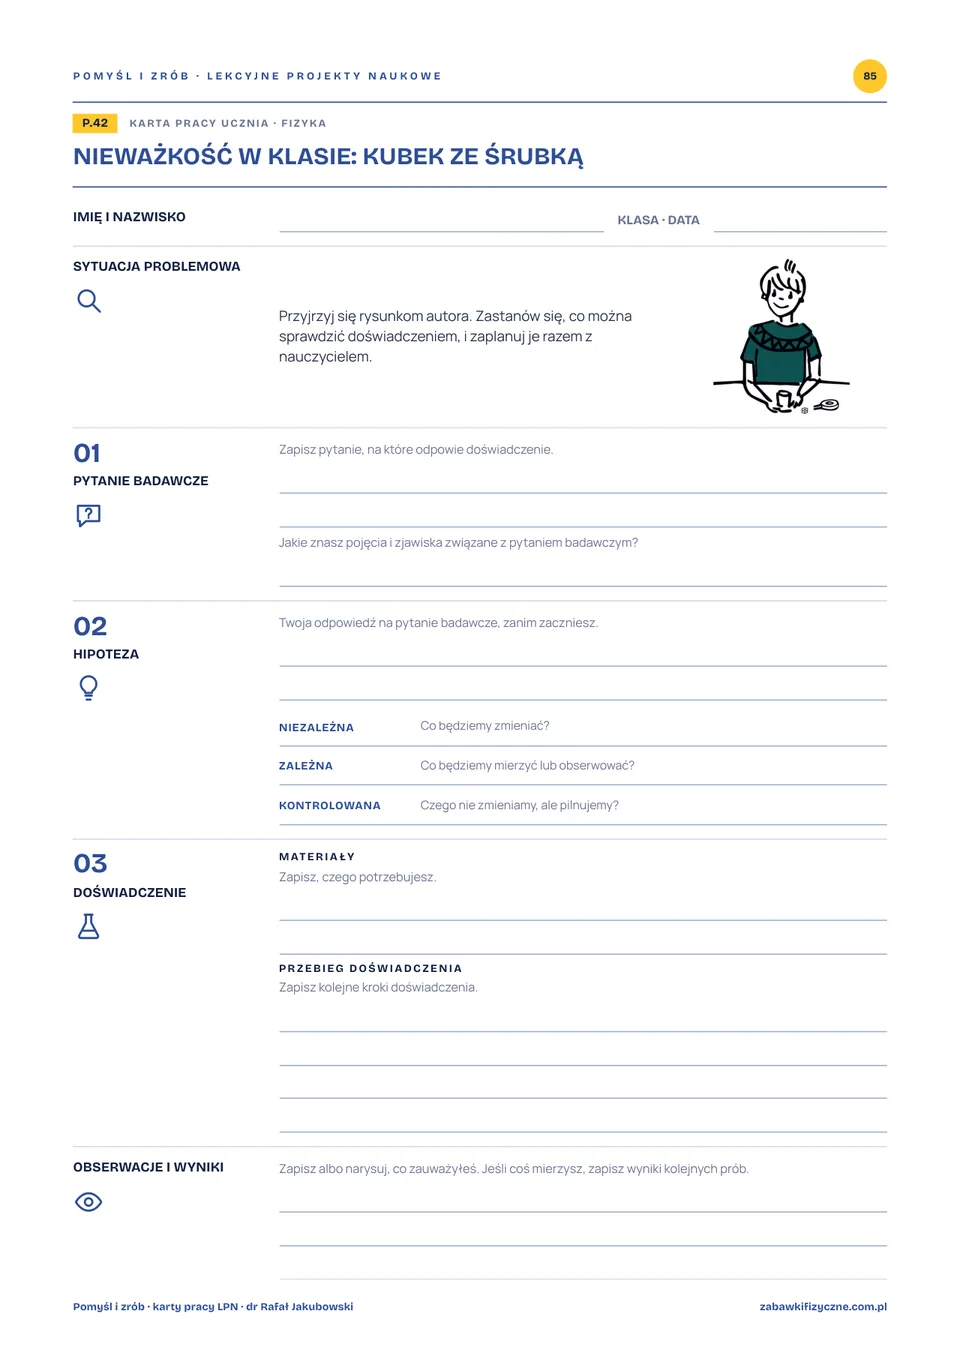 POMYŚL I ZRÓB · LEKCYJNE PROJEKTY NAUKOWE
85
P.42 KARTA PRACY UCZNIA · FIZYKA
NIEWAŻKOŚĆ W KLASIE: KUBEK ZE ŚRUBKĄ
IMIĘ I NAZWISKO
KLASA · DATA
SYTUACJA PROBLEMOWA
Przyjrzyj się rysunkom autora. Zastanów się, co można
sprawdzić doświadczeniem, i zaplanuj je razem z
nauczycielem.
01
PYTANIE BADAWCZE
Zapisz pytanie, na które odpowie doświadczenie.
Jakie znasz pojęcia i zjawiska związane z pytaniem badawczym?
02
HIPOTEZA
Twoja odpowiedź na pytanie badawcze, zanim zaczniesz.
NIEZALEŻNA Co będziemy zmieniać?
ZALEŻNA Co będziemy mierzyć lub obserwować?
KONTROLOWANA Czego nie zmieniamy, ale pilnujemy?
03
DOŚWIADCZENIE
MATERIAŁY
Zapisz, czego potrzebujesz.
PRZEBIEG DOŚWIADCZENIA
Zapisz kolejne kroki doświadczenia.
OBSERWACJE I WYNIKI
Zapisz albo narysuj, co zauważyłeś. Jeśli coś mierzysz, zapisz wyniki kolejnych prób.
Pomyśl i zrób · karty pracy LPN · dr Rafał Jakubowski
zabawkifizyczne.com.pl